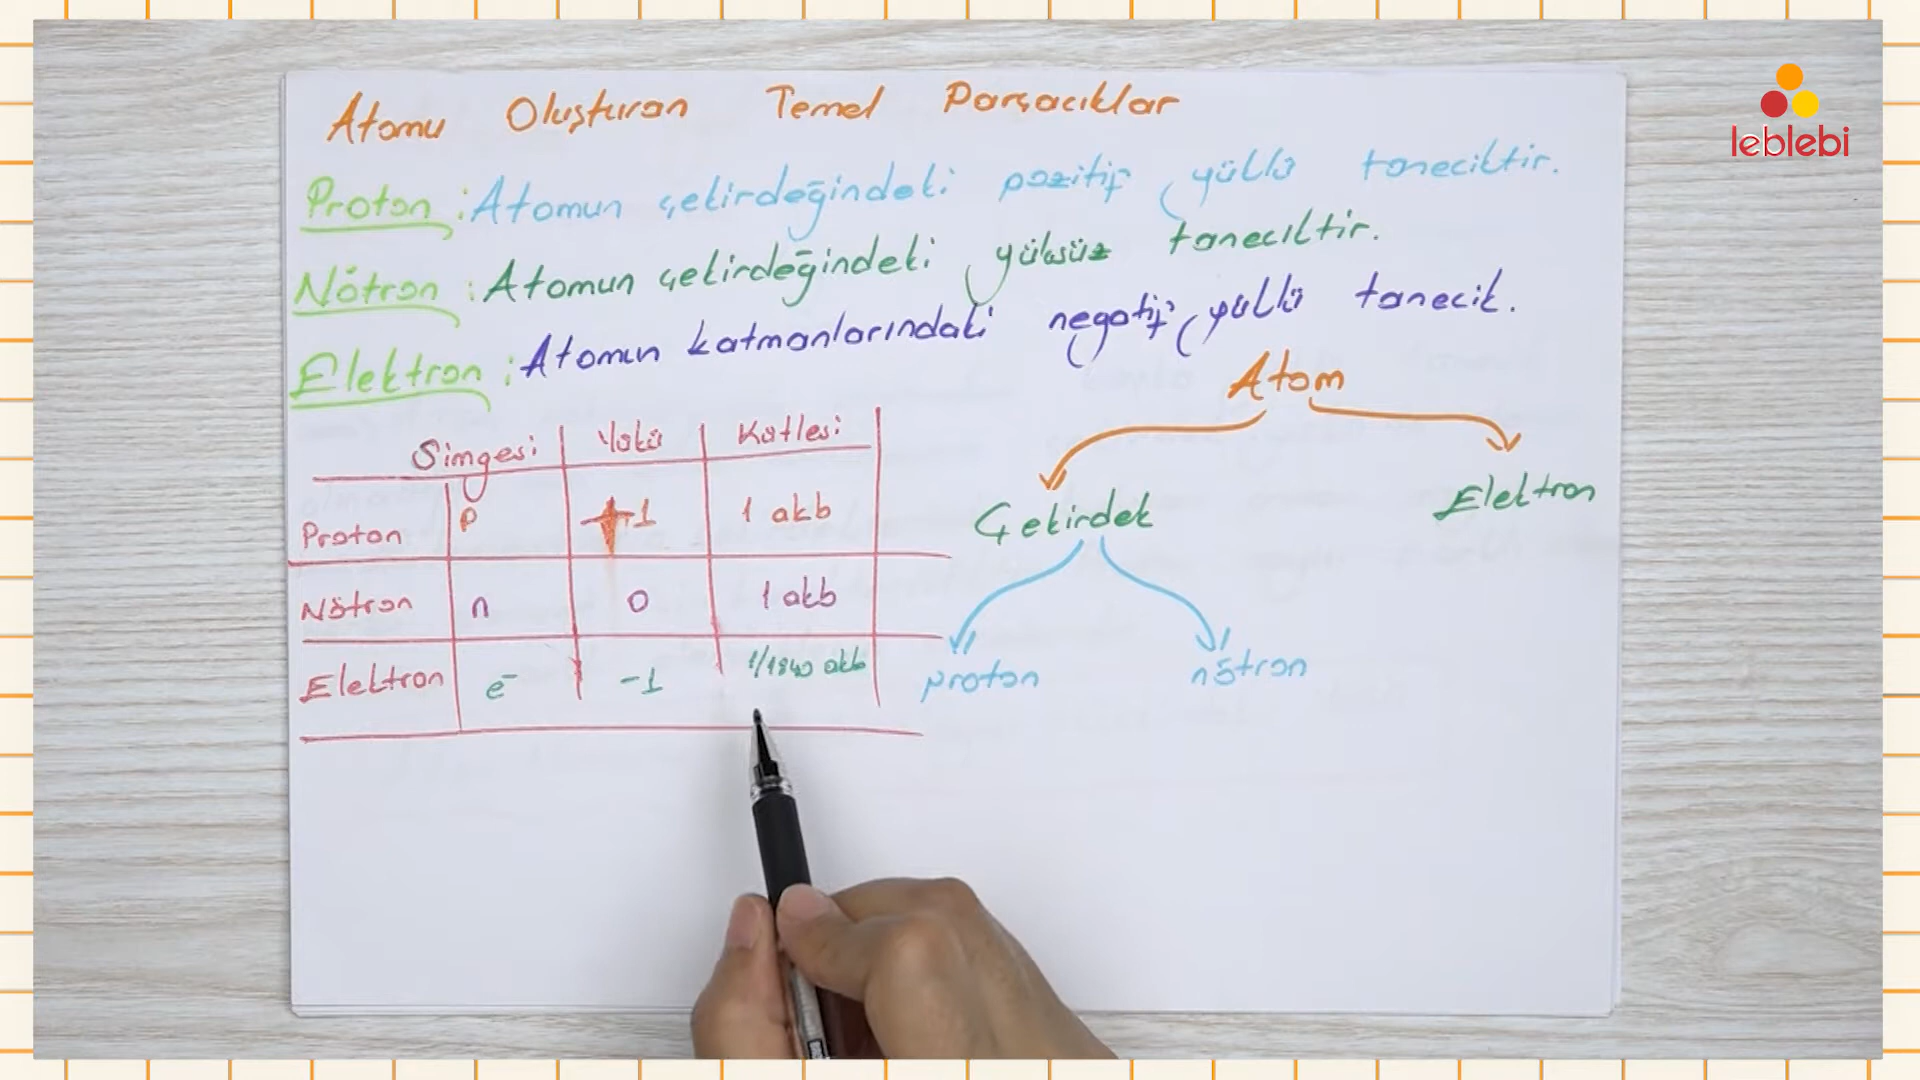 Atomu Oluşturan Temel Parçacıklar
leblebi
Proton : Atomun çekirdeğindeki pozitif yüklü taneciktir.
Nötron : Atomun çekirdeğindeki yüksüz taneciktir.
Elektron : Atomun katmanlarındaki negatif yüklü tanecik.
Simgesi Yükü Kütlesi
Proton p +1 1 akb
Nötron n 0 1 akb
Elektron e⁻ -1 1/1840 akb
Atom
Çekirdek Elektron
proton nötron